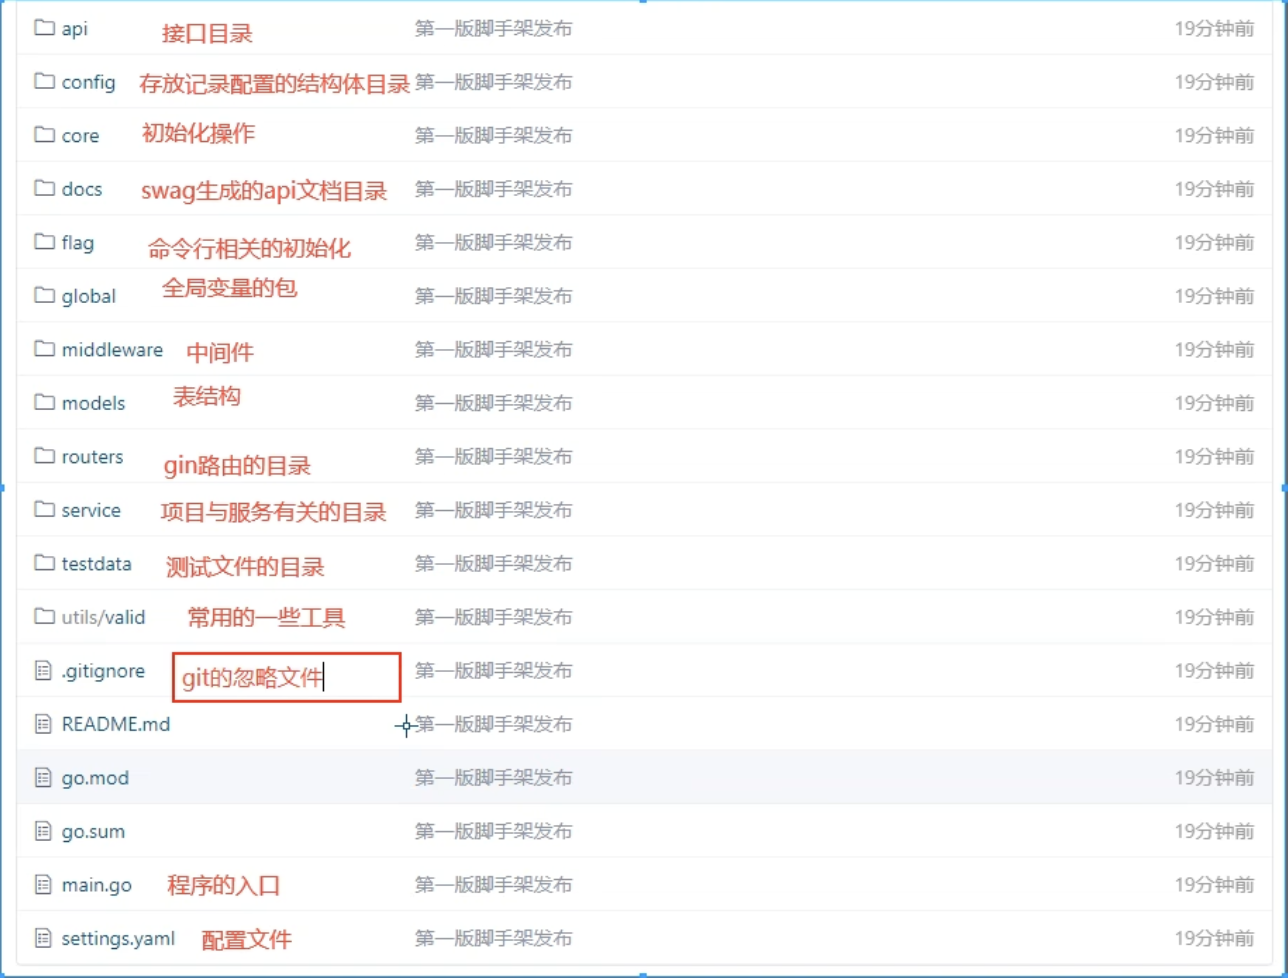 api 接口目录 第一版脚手架发布 19分钟前
config 存放记录配置的结构体目录 第一版脚手架发布 19分钟前
core 初始化操作 第一版脚手架发布 19分钟前
docs swag生成的api文档目录 第一版脚手架发布 19分钟前
flag 命令行相关的初始化 第一版脚手架发布 19分钟前
global 全局变量的包 第一版脚手架发布 19分钟前
middleware 中间件 第一版脚手架发布 19分钟前
models 表结构 第一版脚手架发布 19分钟前
routers gin路由的目录 第一版脚手架发布 19分钟前
service 项目与服务有关的目录 第一版脚手架发布 19分钟前
testdata 测试文件的目录 第一版脚手架发布 19分钟前
utils/valid 常用的一些工具 第一版脚手架发布 19分钟前
.gitignore git的忽略文件 第一版脚手架发布 19分钟前
README.md 第一版脚手架发布 19分钟前
go.mod 第一版脚手架发布 19分钟前
go.sum 第一版脚手架发布 19分钟前
main.go 程序的入口 第一版脚手架发布 19分钟前
settings.yaml 配置文件 第一版脚手架发布 19分钟前